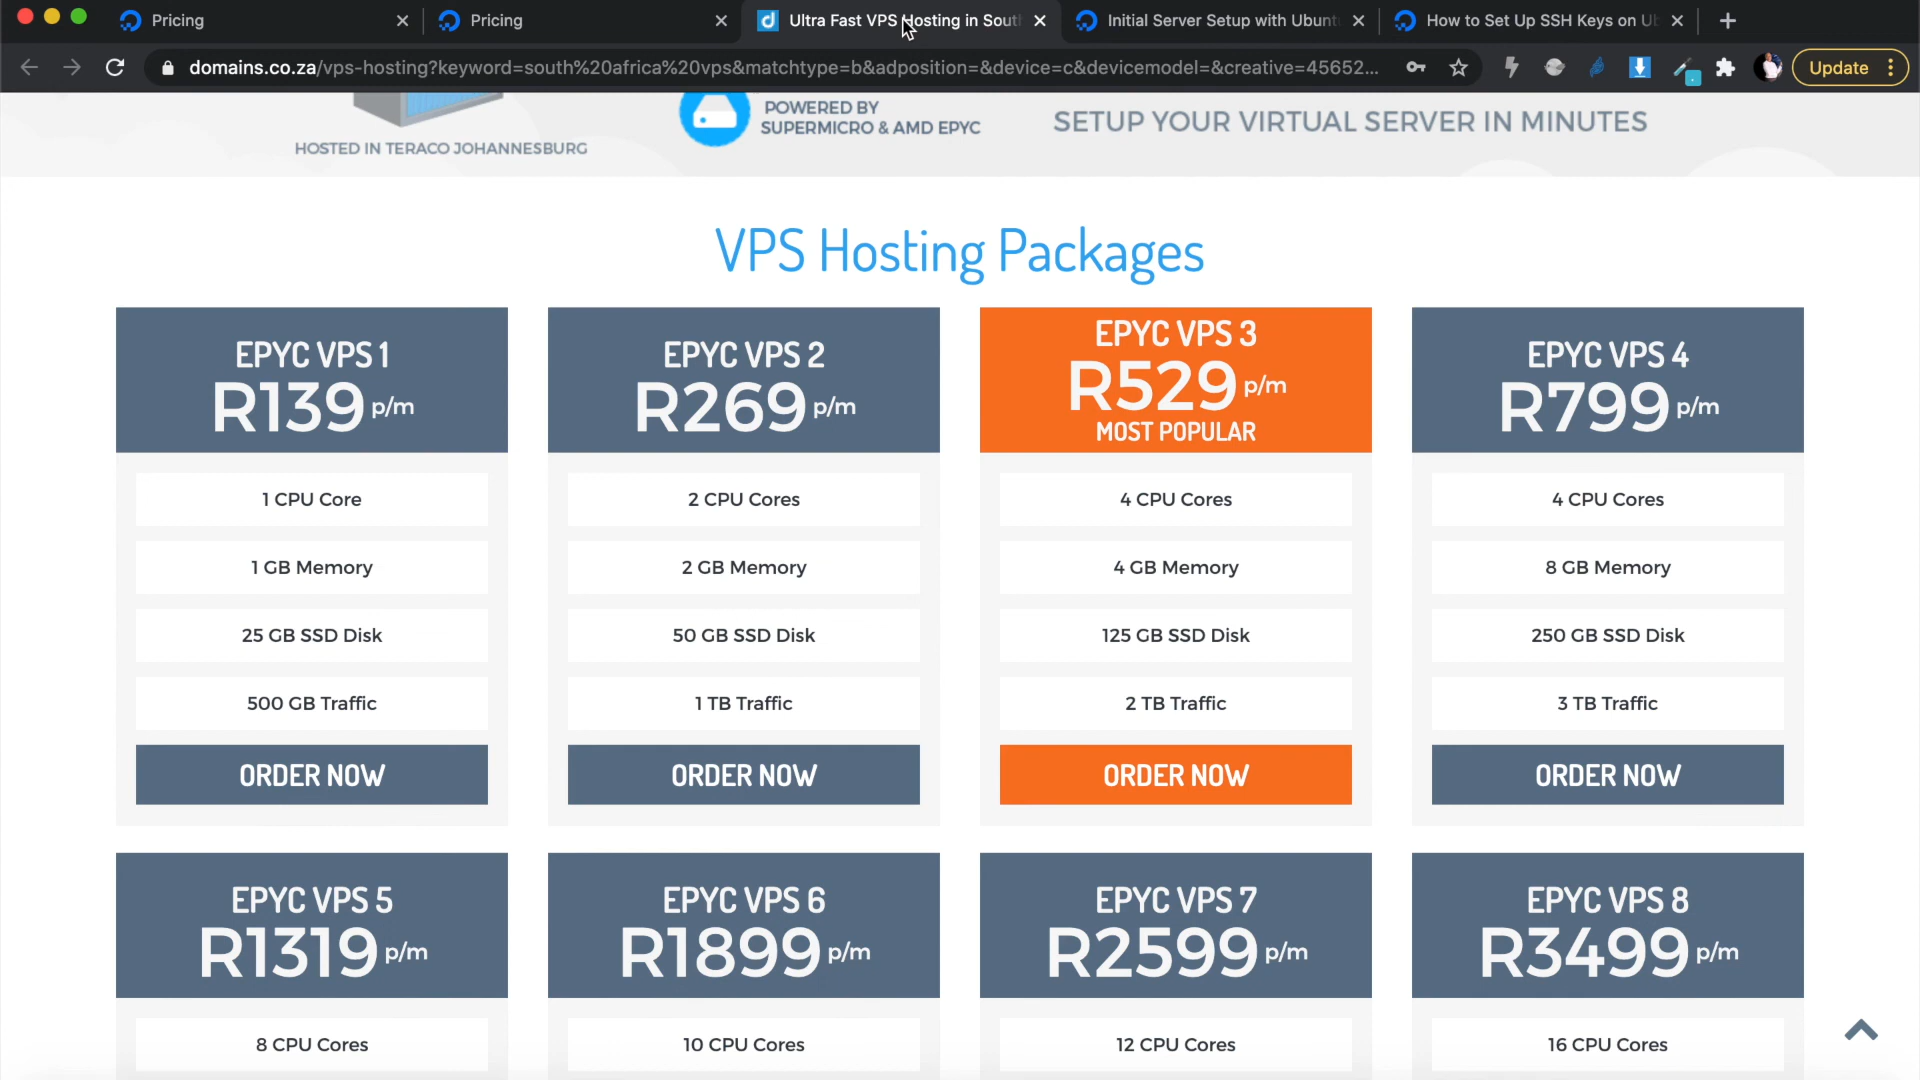 Pricing
Pricing
Ultra Fast VPS Hosting in Sout
Initial Server Setup with Ubunt
How to Set Up SSH Keys on Ub
domains.co.za/vps-hosting?keyword=south%20africa%20vps&matchtype=b&adposition=&device=c&devicemodel=&creative=45652...
Update
HOSTED IN TERACO JOHANNESBURG
POWERED BY
SUPERMICRO & AMD EPYC
SETUP YOUR VIRTUAL SERVER IN MINUTES
VPS Hosting Packages
EPYC VPS 1
R139 p/m
1 CPU Core
1 GB Memory
25 GB SSD Disk
500 GB Traffic
ORDER NOW
EPYC VPS 2
R269 p/m
2 CPU Cores
2 GB Memory
50 GB SSD Disk
1 TB Traffic
ORDER NOW
EPYC VPS 3
R529 p/m
MOST POPULAR
4 CPU Cores
4 GB Memory
125 GB SSD Disk
2 TB Traffic
ORDER NOW
EPYC VPS 4
R799 p/m
4 CPU Cores
8 GB Memory
250 GB SSD Disk
3 TB Traffic
ORDER NOW
EPYC VPS 5
R1319 p/m
8 CPU Cores
EPYC VPS 6
R1899 p/m
10 CPU Cores
EPYC VPS 7
R2599 p/m
12 CPU Cores
EPYC VPS 8
R3499 p/m
16 CPU Cores